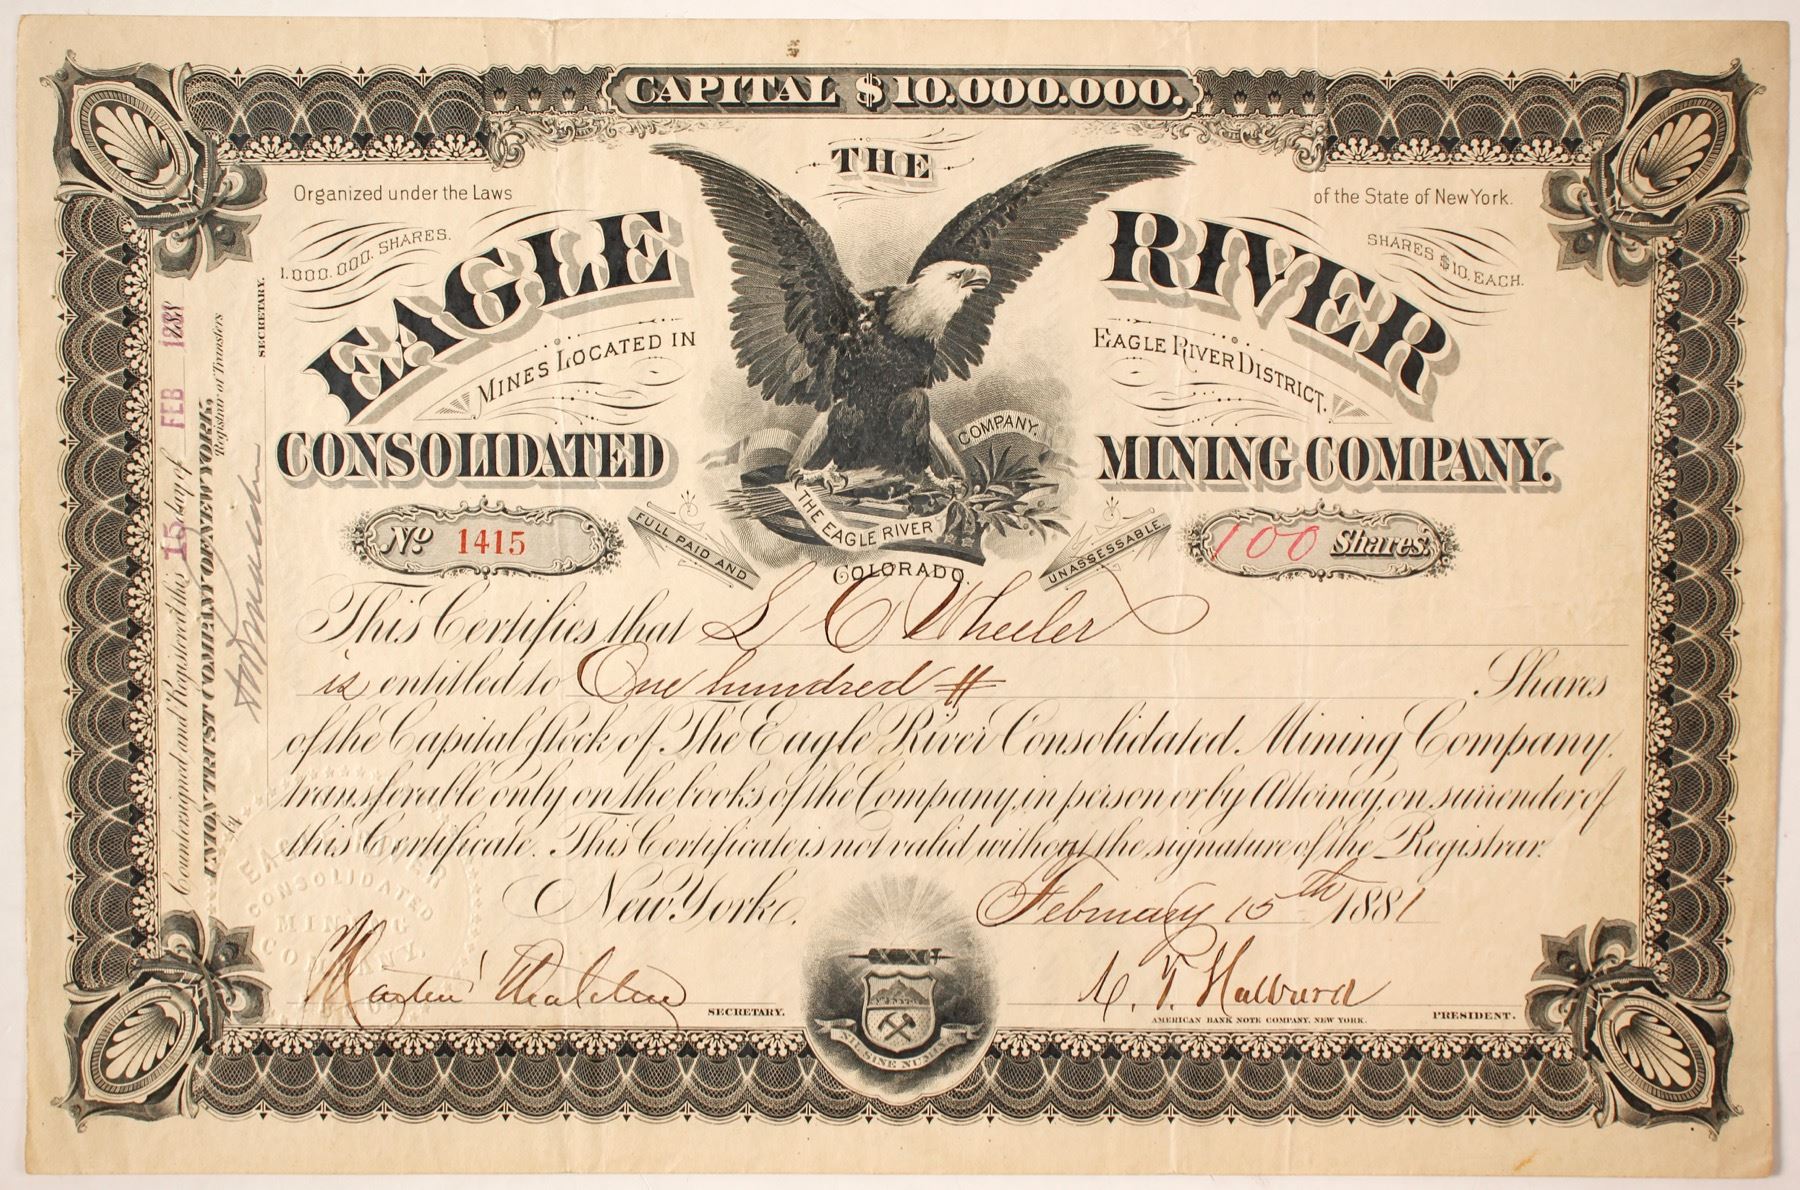 CAPITAL $10.000.000.
THE
Organized under the Laws of the State of New York.
1.000.000 SHARES.
SHARES $10, EACH.
EAGLE RIVER
MINES LOCATED IN EAGLE RIVER DISTRICT.
CONSOLIDATED MINING COMPANY.
COMPANY.
THE EAGLE RIVER
No 1415
FULL PAID AND UNASSESSABLE
100 Shares.
COLORADO.
This Certifies that L C Wheeler
is entitled to One hundred # Shares
of the Capital Stock of The Eagle River Consolidated Mining Company,
transferable only on the books of the Company, in person or by Attorney, on surrender of
this Certificate. This Certificate is not valid without the signature of the Registrar.
New York, February 15th 1881
SECRETARY.
AMERICAN BANK NOTE COMPANY, NEW YORK.
PRESIDENT.
NIL SINE NUMINE
Countersigned and Registered this 15 day of FEB 1881
UNION TRUST COMPANY OF NEW YORK,
Registrar of Transfers
SECRETARY.
EAGLE RIVER
CONSOLIDATED
MINING
COMPANY.